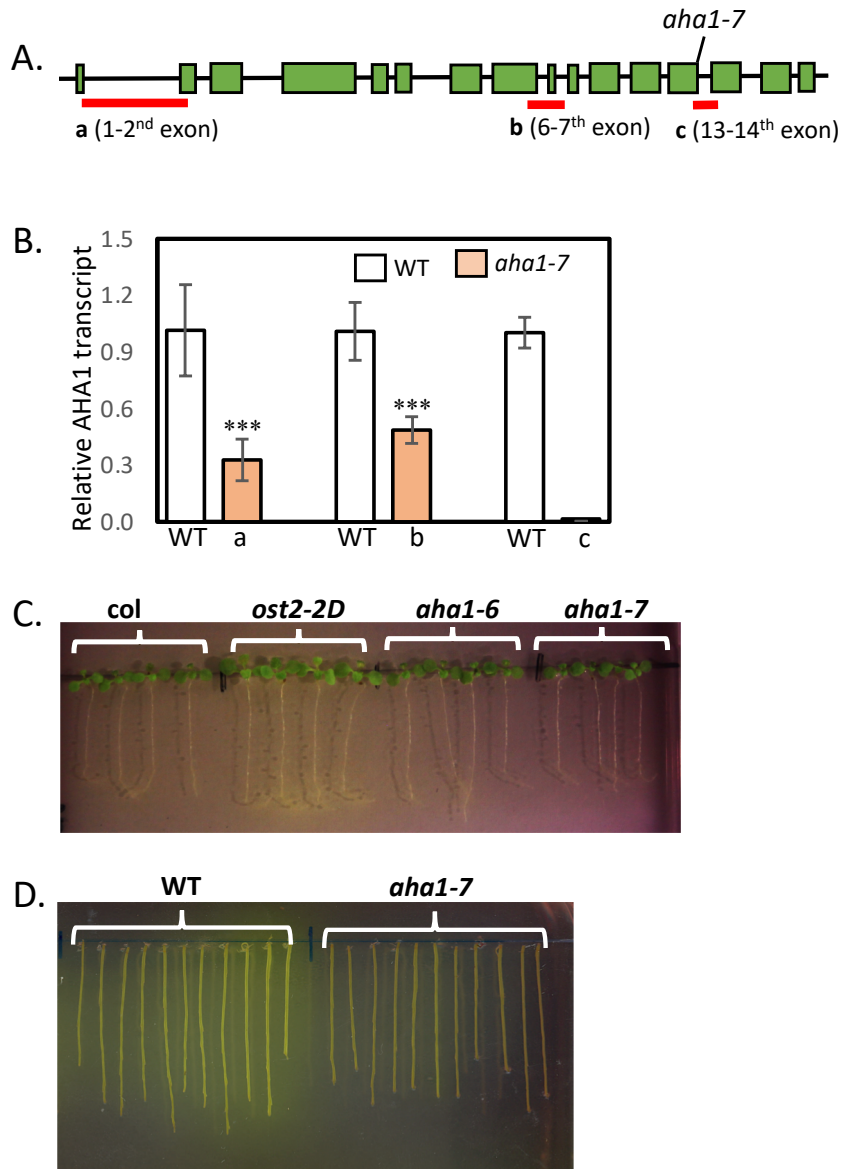 A.
aha1-7
a (1-2nd exon)
b (6-7th exon)
c (13-14th exon)
B.
Relative AHA1 transcript
1.5
1.2
0.9
0.6
0.3
0.0
WT
aha1-7
***
***
WT a WT b WT c
C.
col ost2-2D aha1-6 aha1-7
D.
WT aha1-7